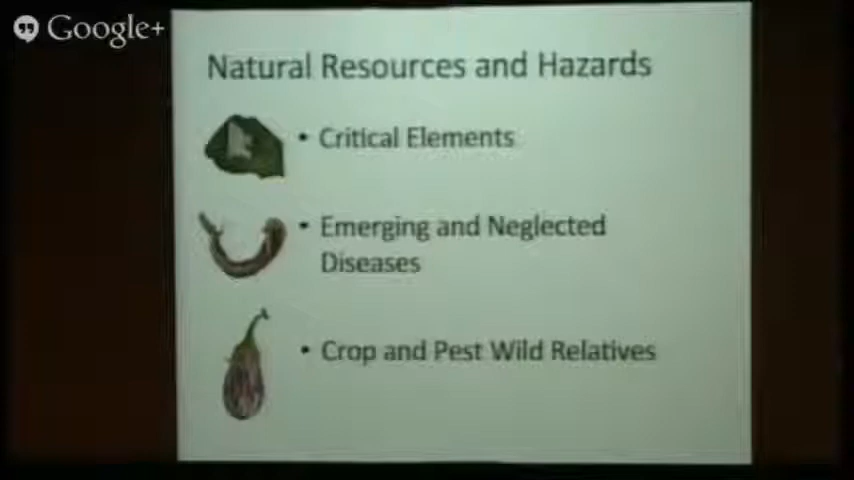 Google+
Natural Resources and Hazards
• Critical Elements
• Emerging and Neglected
Diseases
• Crop and Pest Wild Relatives